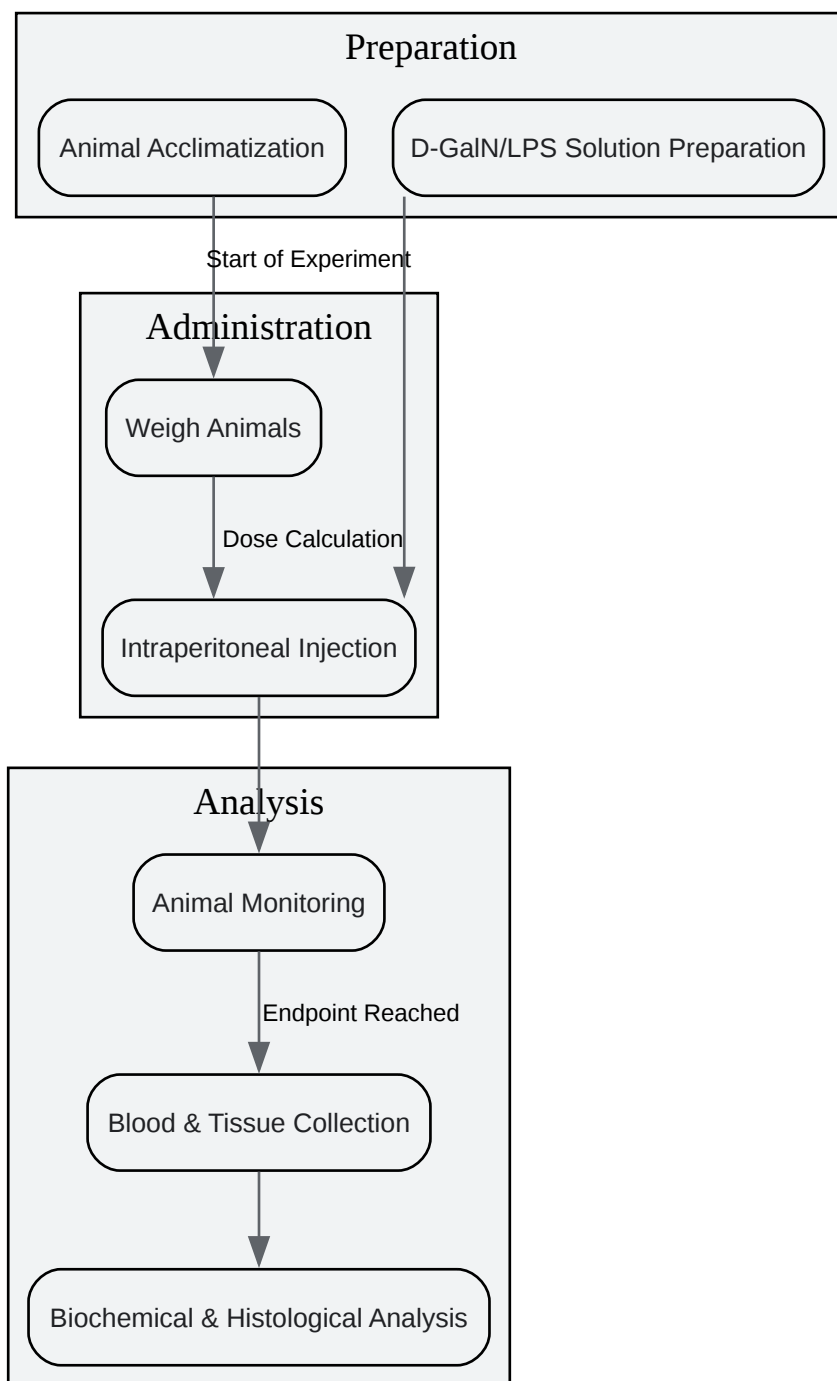 Preparation
Animal Acclimatization
D-GalN/LPS Solution Preparation
Start of Experiment
Administration
Weigh Animals
Dose Calculation
Intraperitoneal Injection
Analysis
Animal Monitoring
Endpoint Reached
Blood & Tissue Collection
Biochemical & Histological Analysis